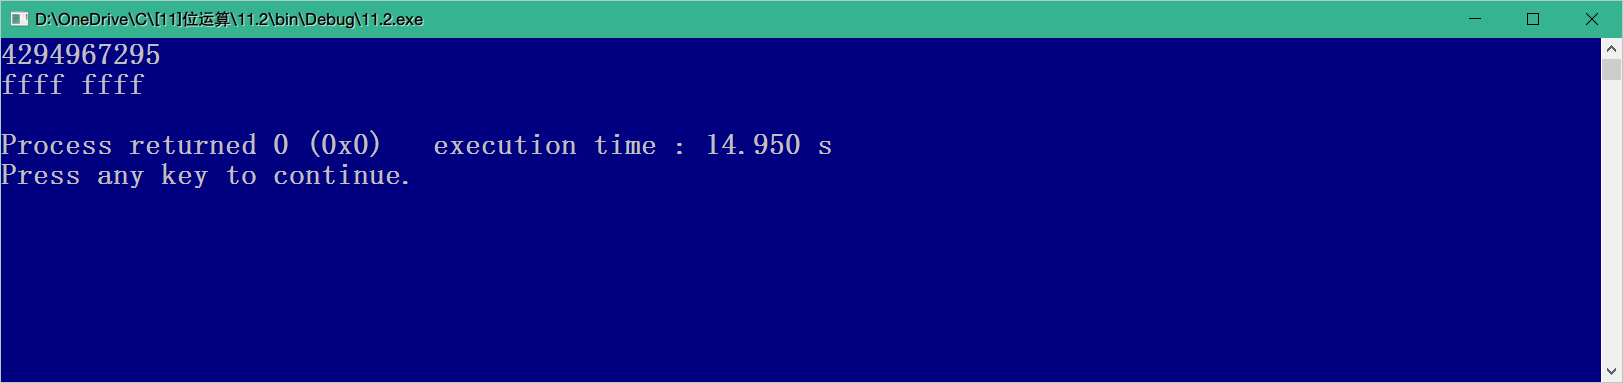 D:\OneDrive\C\[11]位运算\11.2\bin\Debug\11.2.exe
4294967295
ffff ffff
Process returned 0 (0x0)   execution time : 14.950 s
Press any key to continue.